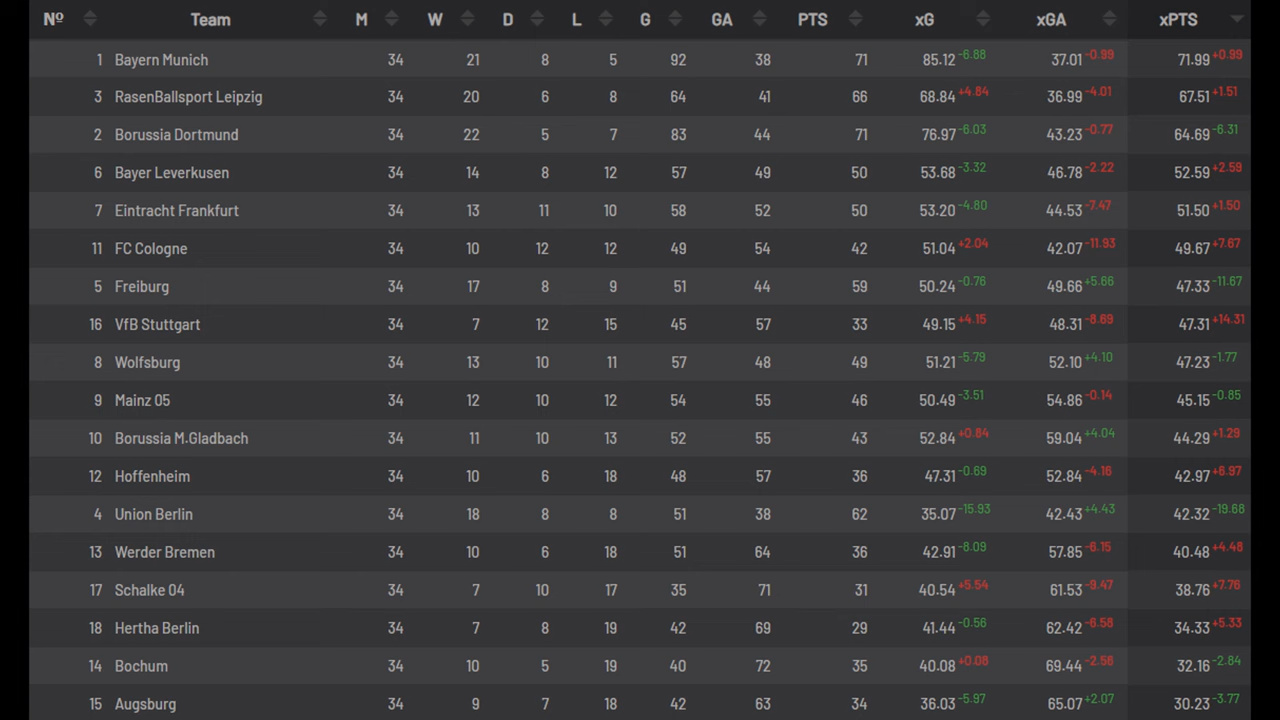 Nº Team M W D L G GA PTS xG xGA xPTS
1 Bayern Munich 34 21 8 5 92 38 71 85.12 -6.88 37.01 -0.99 71.99 +0.99
3 RasenBallsport Leipzig 34 20 6 8 64 41 66 68.84 +4.84 36.99 -4.01 67.51 +1.51
2 Borussia Dortmund 34 22 5 7 83 44 71 76.97 -6.03 43.23 -0.77 64.69 -6.31
6 Bayer Leverkusen 34 14 8 12 57 49 50 53.68 -3.32 46.78 -2.22 52.59 +2.59
7 Eintracht Frankfurt 34 13 11 10 58 52 50 53.20 -4.80 44.53 -7.47 51.50 +1.50
11 FC Cologne 34 10 12 12 49 54 42 51.04 +2.04 42.07 -11.93 49.67 +7.67
5 Freiburg 34 17 8 9 51 44 59 50.24 -0.76 49.66 +5.66 47.33 -11.67
16 VfB Stuttgart 34 7 12 15 45 57 33 49.15 +4.15 48.31 -8.69 47.31 +14.31
8 Wolfsburg 34 13 10 11 57 48 49 51.21 -5.79 52.10 +4.10 47.23 -1.77
9 Mainz 05 34 12 10 12 54 55 46 50.49 -3.51 54.86 -0.14 45.15 -0.85
10 Borussia M.Gladbach 34 11 10 13 52 55 43 52.84 +0.84 59.04 +4.04 44.29 +1.29
12 Hoffenheim 34 10 6 18 48 57 36 47.31 -0.69 52.84 -4.16 42.97 +6.97
4 Union Berlin 34 18 8 8 51 38 62 35.07 -15.93 42.43 +4.43 42.32 -19.68
13 Werder Bremen 34 10 6 18 51 64 36 42.91 -8.09 57.85 -6.15 40.48 +4.48
17 Schalke 04 34 7 10 17 35 71 31 40.54 +5.54 61.53 -9.47 38.76 +7.76
18 Hertha Berlin 34 7 8 19 42 69 29 41.44 -0.56 62.42 -6.58 34.33 +5.33
14 Bochum 34 10 5 19 40 72 35 40.08 +0.08 69.44 -2.56 32.16 -2.84
15 Augsburg 34 9 7 18 42 63 34 36.03 -5.97 65.07 +2.07 30.23 -3.77